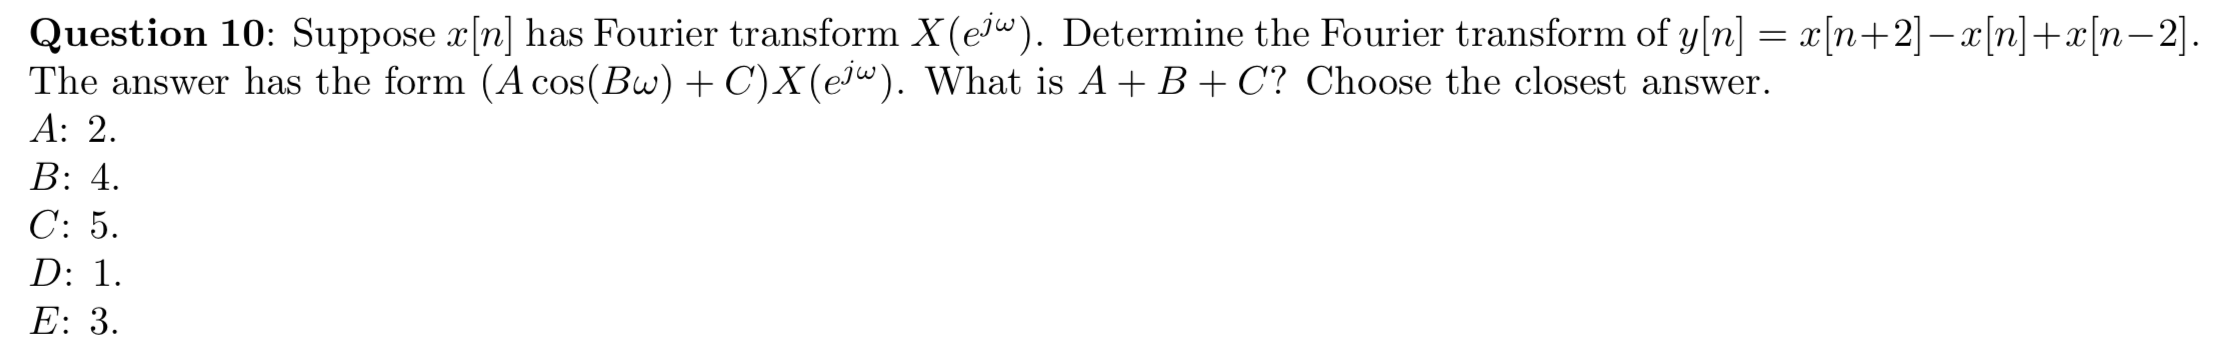 Question 10: Suppose x[n] has Fourier transform X(e^{jω}). Determine the Fourier transform of y[n] = x[n+2]−x[n]+x[n−2].
The answer has the form (A cos(Bω) + C)X(e^{jω}). What is A + B + C? Choose the closest answer.
A: 2.
B: 4.
C: 5.
D: 1.
E: 3.